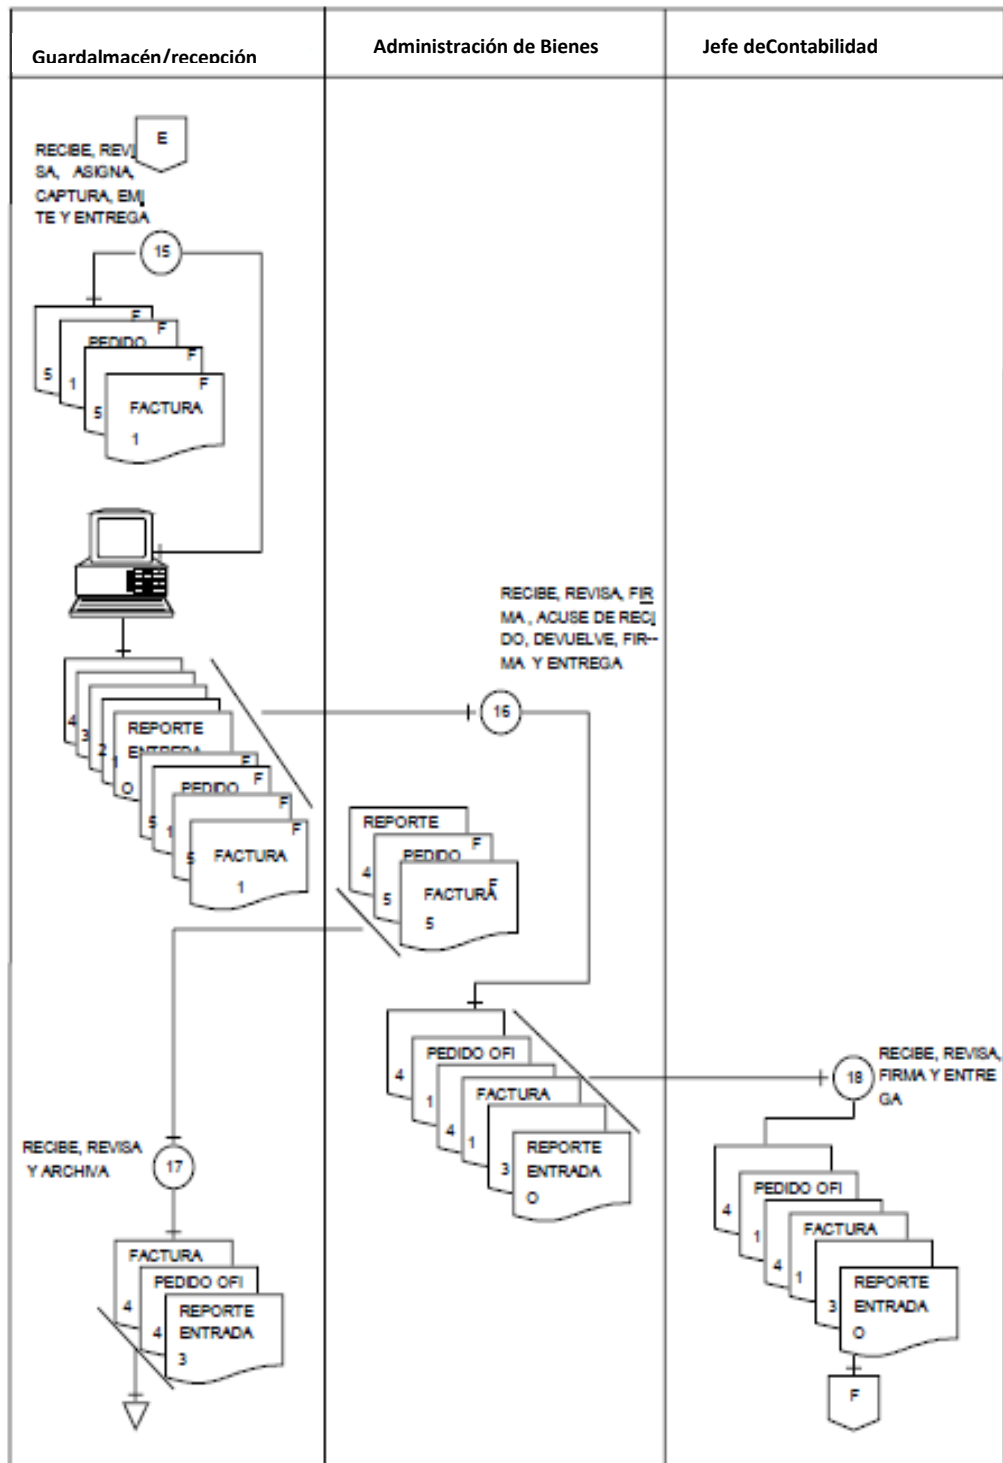 Guardalmacén/recepción
Administración de Bienes
Jefe deContabilidad
E
RECIBE, REVI
SA, ASIGNA,
CAPTURA, EMI
TE Y ENTREGA
15
F
F
PEDIDO
F
F
5
1
5
FACTURA
1
RECIBE, REVISA, FIR
MA , ACUSE DE RECI
DO, DEVUELVE, FIR--
MA Y ENTREGA
16
4
3
2
1
REPORTE
ENTREDA
O
F
PEDIDO
F
F
F
5
1
5
FACTURA
1
REPORTE
F
PEDIDO
4
F
5
FACTURA
5
PEDIDO OFI
4
1
FACTURA
4
1
REPORTE
3
ENTRADA
O
18
RECIBE, REVISA,
FIRMA Y ENTRE
GA
RECIBE, REVISA
Y ARCHIVA
17
FACTURA
PEDIDO OFI
4
REPORTE
4
ENTRADA
3
PEDIDO OFI
4
1
FACTURA
4
1
REPORTE
3
ENTRADA
O
F